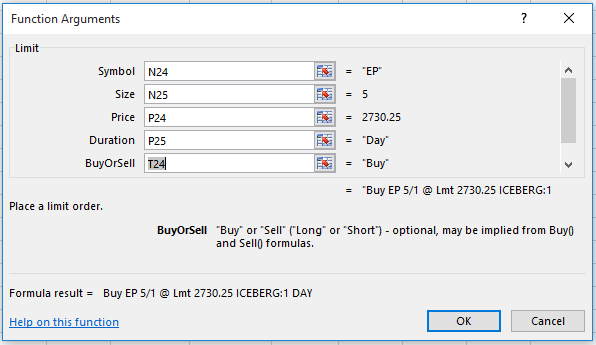 Function Arguments ? ×
Limit
Symbol N24 = "EP"
Size N25 = 5
Price P24 = 2730.25
Duration P25 = "Day"
BuyOrSell T24 = "Buy"
= "Buy EP 5/1 @ Lmt 2730.25 ICEBERG:1
Place a limit order.
BuyOrSell "Buy" or "Sell" ("Long" or "Short") - optional, may be implied from Buy()
and Sell() formulas.
Formula result = Buy EP 5/1 @ Lmt 2730.25 ICEBERG:1 DAY
Help on this function OK Cancel